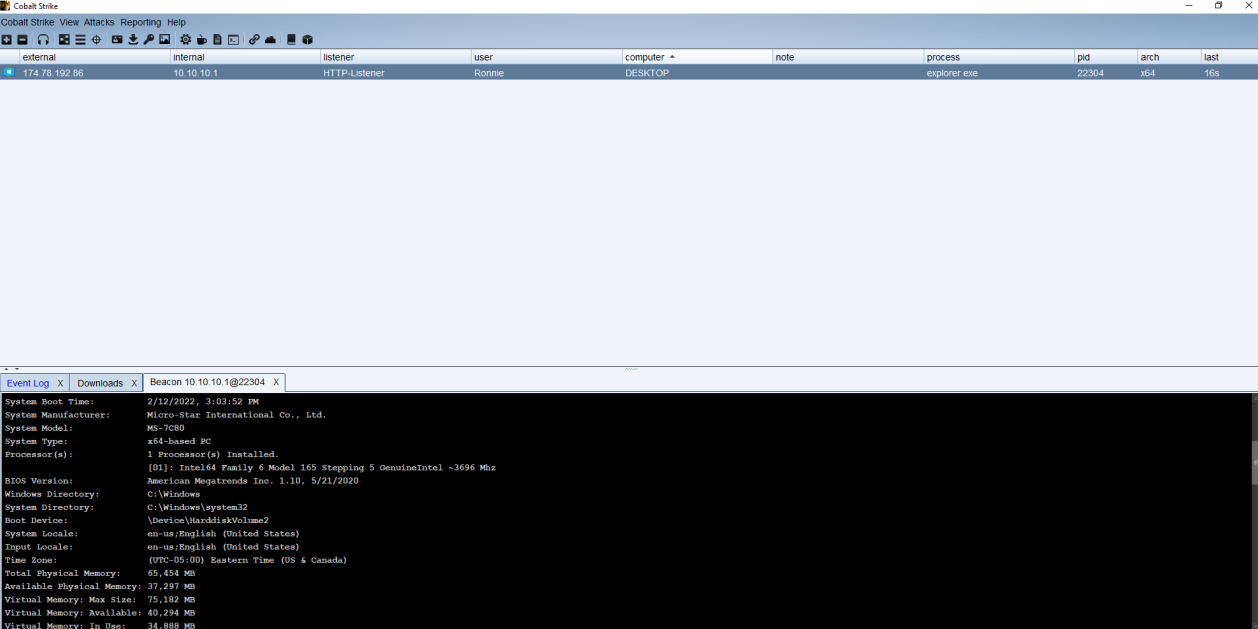 Cobalt Strike
Cobalt Strike View Attacks Reporting Help
external internal listener user computer note process pid arch last
174.78.192.86 10.10.10.1 HTTP-Listener Ronnie DESKTOP explorer.exe 22304 x64 16s
Event Log X Downloads X Beacon 10.10.10.1@22304 X
System Boot Time: 2/12/2022, 3:03:52 PM
System Manufacturer: Micro-Star International Co., Ltd.
System Model: MS-7C80
System Type: x64-based PC
Processor(s): 1 Processor(s) Installed.
[01]: Intel64 Family 6 Model 165 Stepping 5 GenuineIntel ~3696 Mhz
BIOS Version: American Megatrends Inc. 1.10, 5/21/2020
Windows Directory: C:\Windows
System Directory: C:\Windows\system32
Boot Device: \Device\HarddiskVolume2
System Locale: en-us;English (United States)
Input Locale: en-us;English (United States)
Time Zone: (UTC-05:00) Eastern Time (US & Canada)
Total Physical Memory: 65,454 MB
Available Physical Memory: 37,297 MB
Virtual Memory: Max Size: 75,182 MB
Virtual Memory: Available: 40,294 MB
Virtual Memory: In Use: 34,888 MB